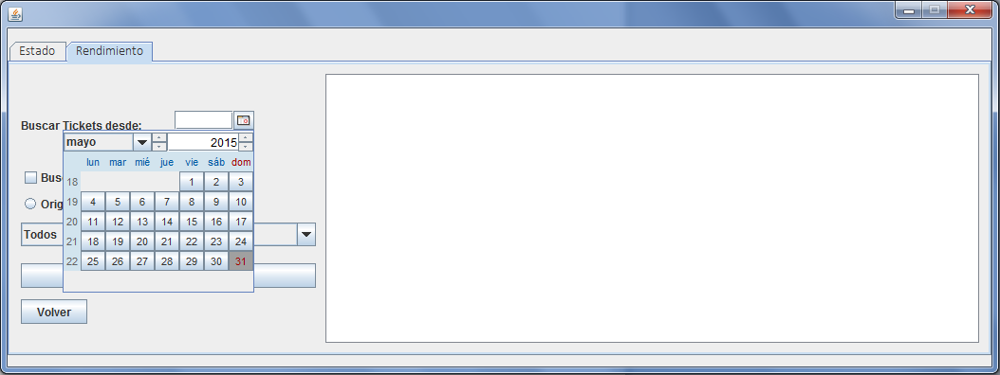 Estado Rendimiento
Buscar Tickets desde:
mayo 2015
lun mar mié jue vie sáb dom
18 1 2 3
Busc
19 4 5 6 7 8 9 10
Orig
20 11 12 13 14 15 16 17
Todos
21 18 19 20 21 22 23 24
22 25 26 27 28 29 30 31
Volver